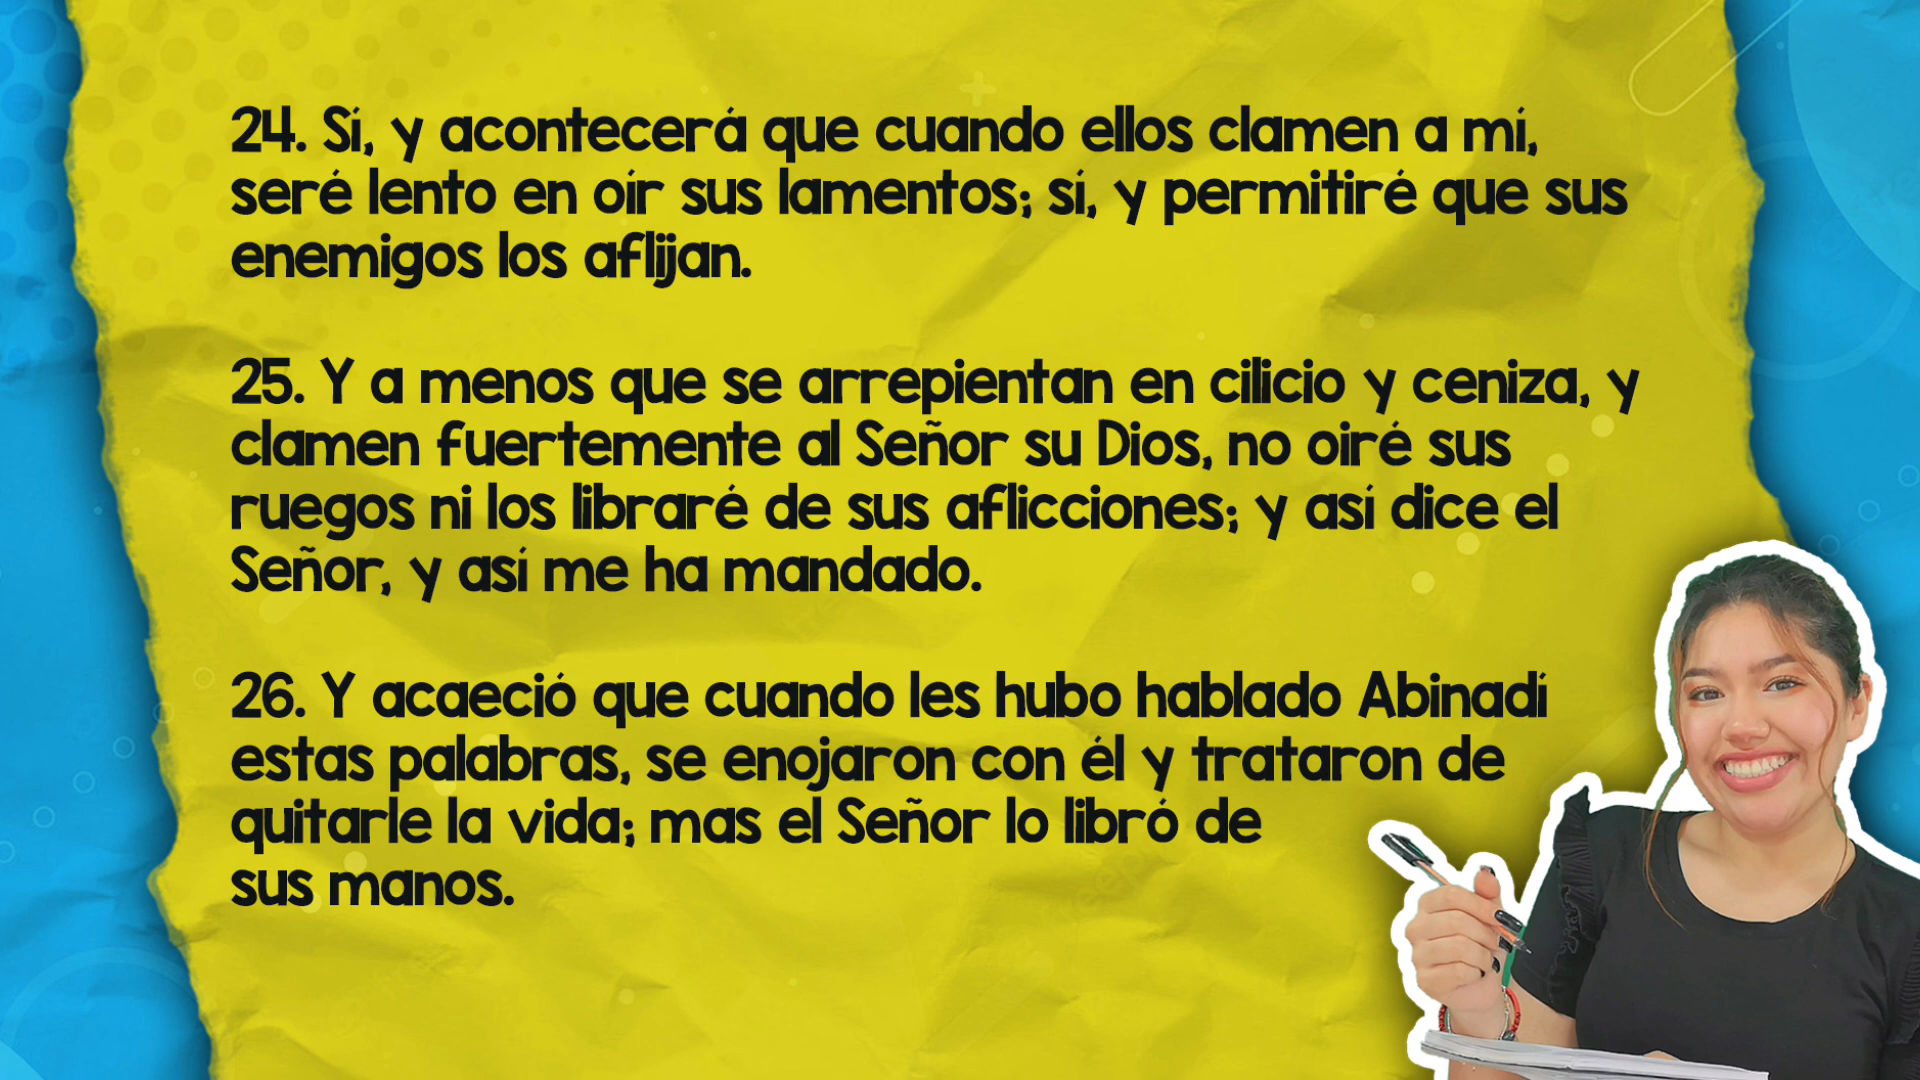 24. Sí, y acontecerá que cuando ellos clamen a mí,
seré lento en oír sus lamentos; sí, y permitiré que sus
enemigos los aflijan.
25. Y a menos que se arrepientan en cilicio y ceniza, y
clamen fuertemente al Señor su Dios, no oiré sus
ruegos ni los libraré de sus aflicciones; y así dice el
Señor, y así me ha mandado.
26. Y acaeció que cuando les hubo hablado Abinadí
estas palabras, se enojaron con él y trataron de
quitarle la vida; mas el Señor lo libró de
sus manos.